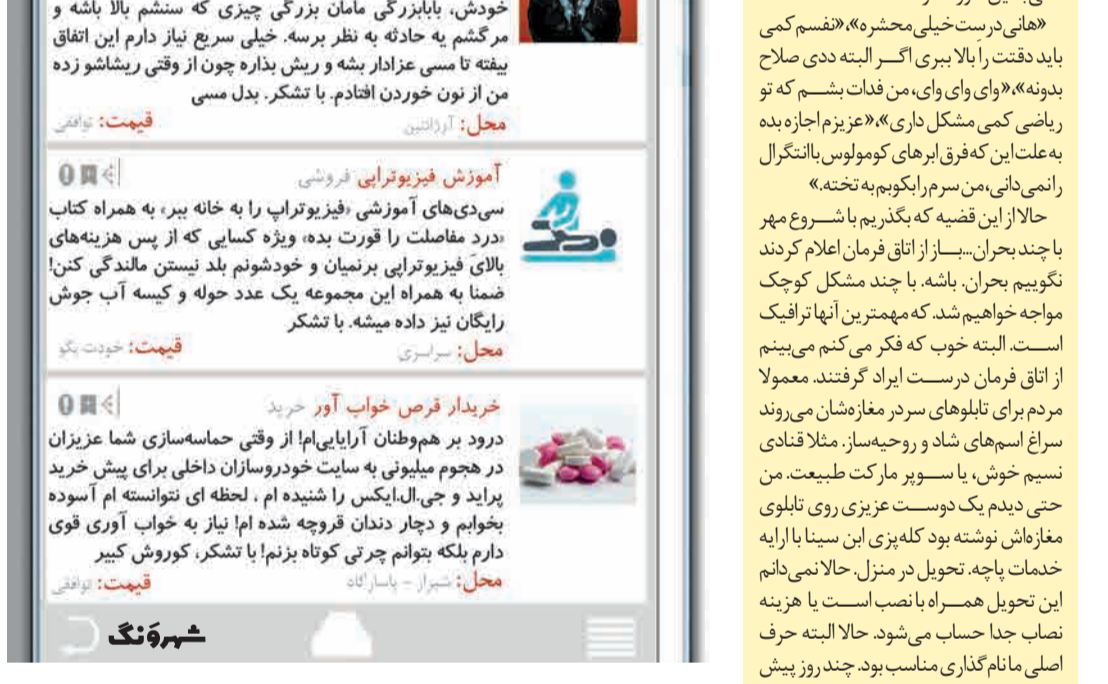 «هانی درست خیلی محشره»،«نفسم کمی
باید دقتت را بالا ببری اگر البته ددی صلاح
بدونه»،«وای وای وای، من فدات بشم که تو
ریاضی کمی مشکل داری»،«عزیزم اجازه بده
به علت این که فرق ابرهای کومولوس با انتگرال
را نمی‌دانی، من سرم را بکوبم به تخته.»
حالا از این قضیه که بگذریم با شروع مهر
با چند بحران... باز از اتاق فرمان اعلام کردند
نگوییم بحران. باشه. با چند مشکل کوچک
مواجه خواهیم شد. که مهمترین آنها ترافیک
است. البته خوب که فکر می‌کنم می‌بینم
از اتاق فرمان درست ایراد گرفتند. معمولا
مردم برای تابلوهای سردر مغازه‌شان می‌روند
سراغ اسم‌های شاد و روحیه‌ساز. مثلا قنادی
نسیم خوش، یا سوپر مارکت طبیعت. من
حتی دیدم یک دوست عزیزی روی تابلوی
مغازه‌اش نوشته بود کله‌پزی ابن سینا با ارایه
خدمات پاچه. تحویل در منزل. حالا نمی‌دانم
این تحویل همراه با نصب است یا هزینه
نصاب جدا حساب می‌شود. حالا البته حرف
اصلی ما نام گذاری مناسب بود. چند روز پیش
خودش، بابابزرگی مامان بزرگی چیزی که سنشم بالا باشه و
مرگشم یه حادثه به نظر برسه. خیلی سریع نیاز دارم این اتفاق
بیفته تا مسی عزادار بشه و ریش بذاره چون از وقتی ریشاشو زده
من از نون خوردن افتادم. با تشکر. بدل مسی
محل: آرژانتین
قیمت: توافقی
آموزش فیزیوتراپی فروشی
0
سی‌دی‌های آموزشی «فیزیوتراپ را به خانه ببر» به همراه کتاب
«درد مفاصلت را قورت بده» ویژه کسایی که از پس هزینه‌های
بالای فیزیوتراپی برنمیان و خودشونم بلد نیستن مالندگی کنن!
ضمنا به همراه این مجموعه یک عدد حوله و کیسه آب جوش
رایگان نیز داده میشه. با تشکر
محل: سراسری
قیمت: خودت بگو
خریدار قرص خواب آور خرید
0
درود بر هم‌وطنان آرایایی‌ام! از وقتی حماسه‌سازی شما عزیزان
در هجوم میلیونی به سایت خودروسازان داخلی برای پیش خرید
پراید و جی.ال.ایکس را شنیده ام ، لحظه ای نتوانسته ام آسوده
بخوابم و دچار دندان قروچه شده ام! نیاز به خواب آوری قوی
دارم بلکه بتوانم چرتی کوتاه بزنم! با تشکر، کوروش کبیر
محل: شیراز - پاسارگاد
قیمت: توافقی
شهروَنگ